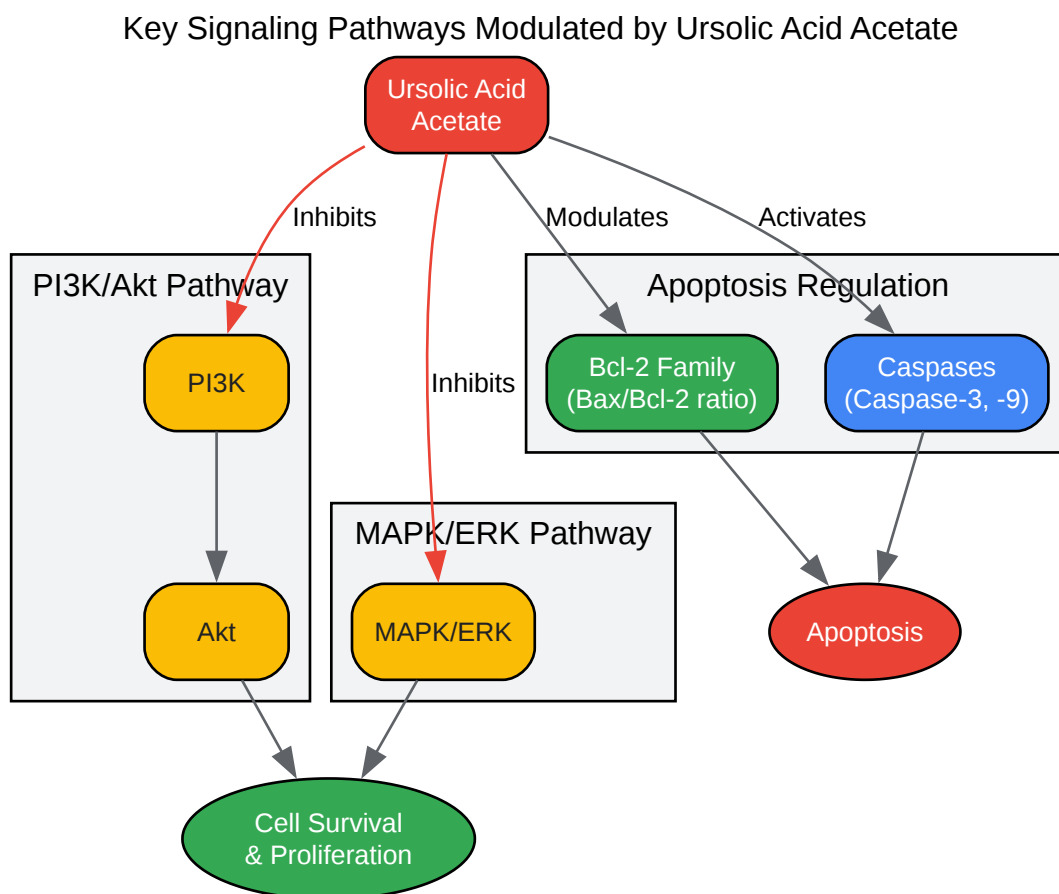 Key Signaling Pathways Modulated by Ursolic Acid Acetate
Ursolic Acid
Acetate
Inhibits
Modulates
Activates
PI3K/Akt Pathway
Apoptosis Regulation
PI3K
Inhibits
Bcl-2 Family
(Bax/Bcl-2 ratio)
Caspases
(Caspase-3, -9)
MAPK/ERK Pathway
Akt
MAPK/ERK
Apoptosis
Cell Survival
& Proliferation